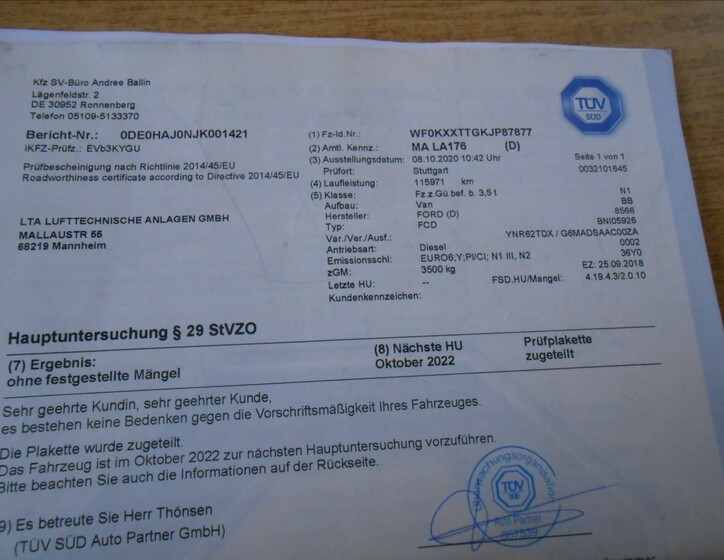 Kfz SV-Büro Andree Ballin
Lägenfeldstr. 2
DE 30952 Ronnenberg
Telefon 05109-5133370
TÜV
SÜD
Bericht-Nr.: 0DE0HAJ0NJK001421
iKFZ-Prüfz.: EVb3KYGU
Prüfbescheinigung nach Richtlinie 2014/45/EU
Roadworthiness certificate according to Directive 2014/45/EU
LTA LUFTTECHNISCHE ANLAGEN GMBH
MALLAUSTR 55
68219 Mannheim
(1) Fz-Id.Nr.: WF0KXXTTGKJP87877
(2) Amtl. Kennz.: MA LA176 (D)
(3) Ausstellungsdatum: 08.10.2020 10:42 Uhr Seite 1 von 1
Prüfort: Stuttgart 0032101645
(4) Laufleistung: 115971 km
(5) Klasse: Fz.z.Gü.bef. b. 3,5 t N1
Aufbau: Van BB
Hersteller: FORD (D) 8566
Typ: FCD BNI05926
Var./Ver./Ausf.: YNR62TDX / G6MADSAAC00ZA
Antriebsart: Diesel 0002
Emissionsschl: EURO6;Y;PI/CI; N1 III, N2 36Y0
zGM: 3500 kg EZ: 25.09.2018
Letzte HU: -- FSD.HU/Mangel: 4.19.4.3/2.0.10
Kundenkennzeichen:
Hauptuntersuchung § 29 StVZO
(7) Ergebnis: (8) Nächste HU Prüfplakette
ohne festgestellte Mängel Oktober 2022 zugeteilt
Sehr geehrte Kundin, sehr geehrter Kunde,
es bestehen keine Bedenken gegen die Vorschriftsmäßigkeit Ihres Fahrzeuges.
Die Plakette wurde zugeteilt.
Das Fahrzeug ist im Oktober 2022 zur nächsten Hauptuntersuchung vorzuführen.
Bitte beachten Sie auch die Informationen auf der Rückseite.
9) Es betreute Sie Herr Thönsen
(TÜV SÜD Auto Partner GmbH)
Überwachungsorganisation
TÜV
SÜD
Auto Partner